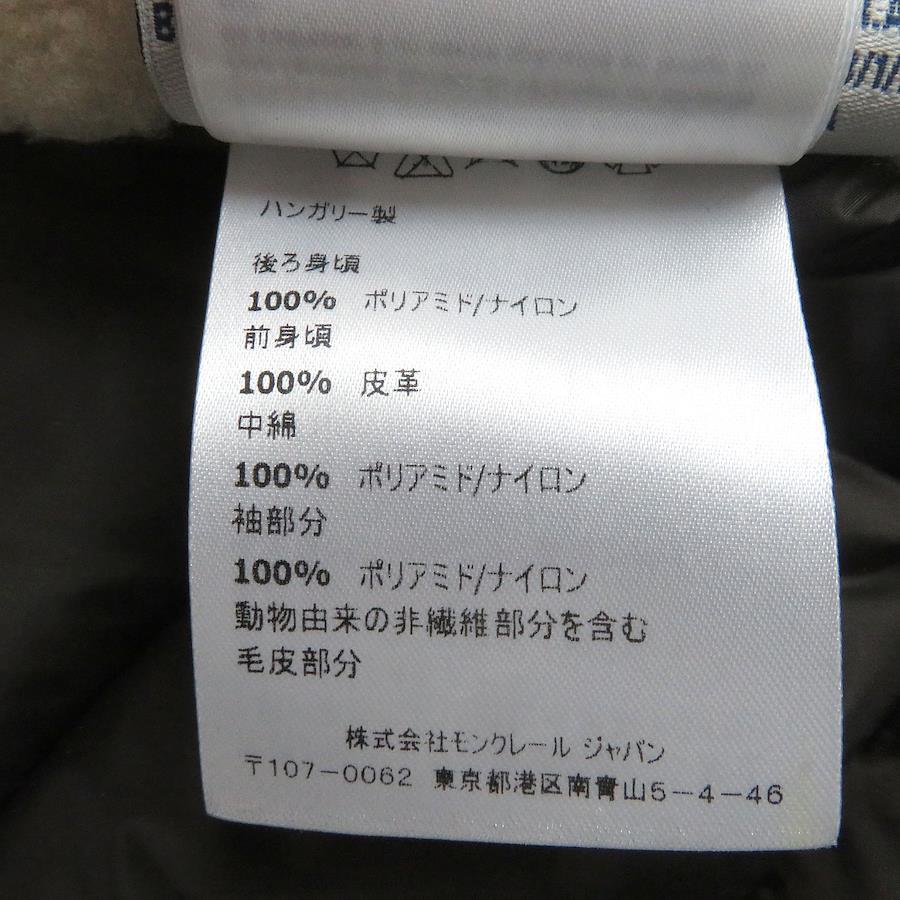 ハンガリー製
後ろ身頃
100% ポリアミド/ナイロン
前身頃
100% 皮革
中綿
100% ポリアミド/ナイロン
袖部分
100% ポリアミド/ナイロン
動物由来の非繊維部分を含む
毛皮部分
株式会社モンクレール ジャパン
〒107-0062 東京都港区南青山5-4-46